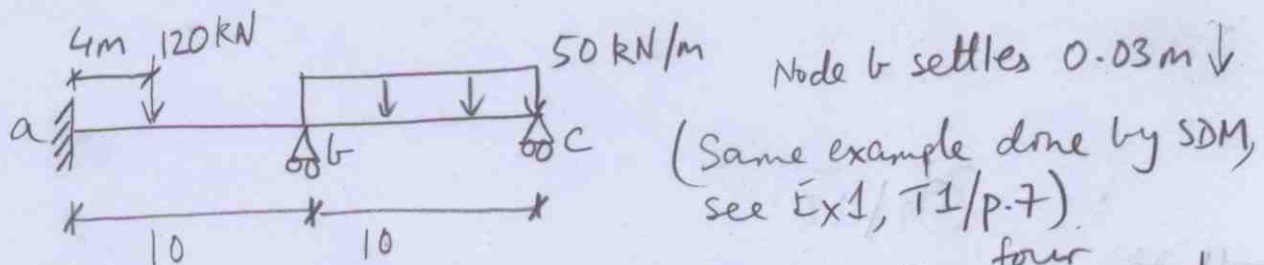 4m 120kN 50 kN/m Node b settles 0.03m ↓
a b c (Same example done by SDM,
see Ex1, T1/p.7)
10 10 four